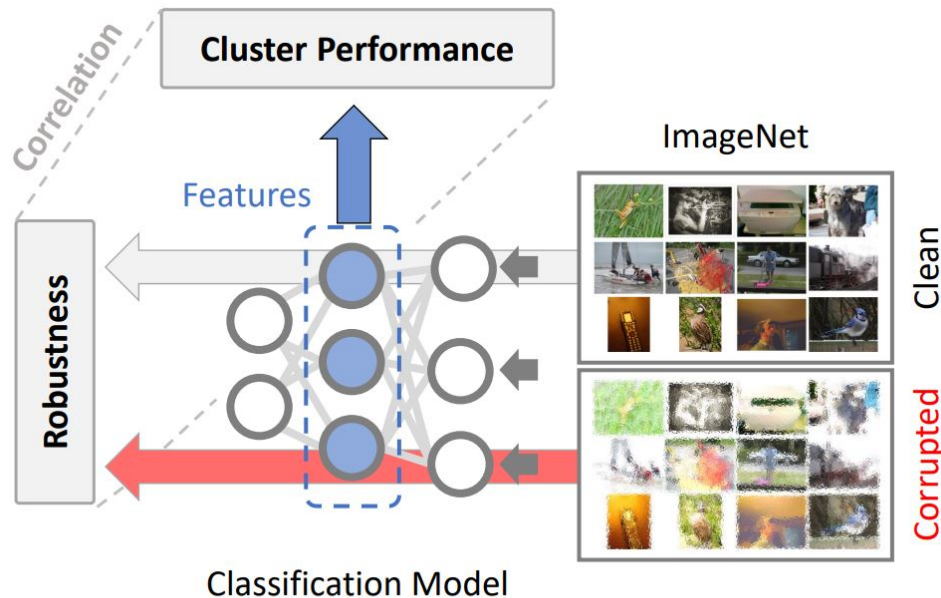 Correlation
Cluster Performance
ImageNet
Features
Clean
Robustness
Corrupted
Classification Model